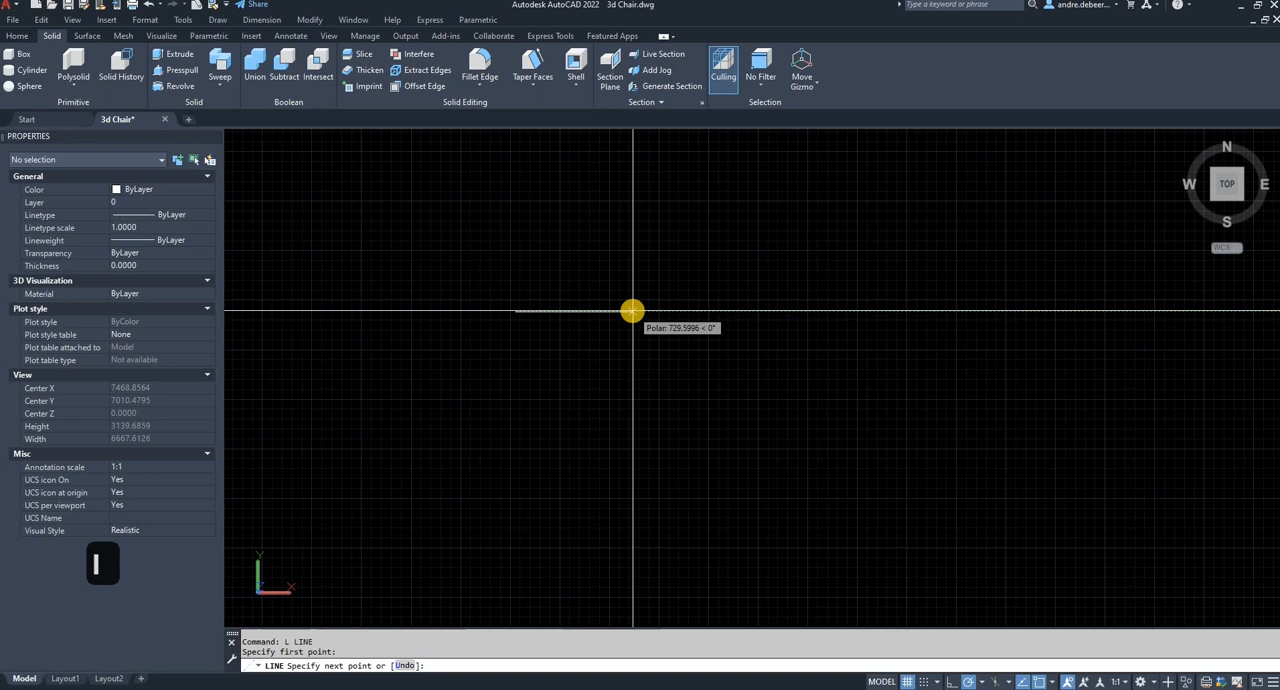 Autodesk AutoCAD 2022 3d Chair.dwg
Share
Type a keyword or phrase
andre.debeer...
File Edit View Insert Format Tools Draw Dimension Modify Window Help Express Parametric
Home Solid Surface Mesh Visualize Parametric Insert Annotate View Manage Output Add-ins Collaborate Express Tools Featured Apps
Box Cylinder Sphere
Polysolid Solid History
Extrude Presspull Revolve
Sweep
Union Subtract Intersect
Slice Thicken Imprint
Interfere Extract Edges Offset Edge
Fillet Edge Taper Faces Shell
Section Plane
Live Section Add Jog Generate Section
Culling No Filter Move Gizmo
Primitive Solid Boolean Solid Editing Section Selection
Start 3d Chair*
PROPERTIES
No selection
General
Color ByLayer
Layer 0
Linetype ByLayer
Linetype scale 1.0000
Lineweight ByLayer
Transparency ByLayer
Thickness 0.0000
3D Visualization
Material ByLayer
Plot style
Plot style ByColor
Plot style table None
Plot table attached to Model
Plot table type Not available
View
Center X 7468.8564
Center Y 7010.4795
Center Z 0.0000
Height 3139.6859
Width 6667.6126
Misc
Annotation scale 1:1
UCS icon On Yes
UCS icon at origin Yes
UCS per viewport Yes
UCS Name
Visual Style Realistic
l
N
W TOP E
S
WCS
Polar: 729.5996 < 0°
Y
X
Command: L LINE
Specify first point:
LINE Specify next point or [Undo]:
Model Layout1 Layout2 +
MODEL 1:1